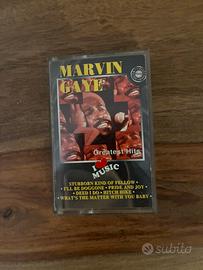 MARVIN
GAYE
Greatest Hits
I
MUSIC
STUBBORN KIND OF FELLOW •
• I'LL BE DOGGONE • PRIDE AND JOY
• DEED I DO • HITCH HIKE
• WHAT'S THE MATTER WITH YOU BABY •
subito